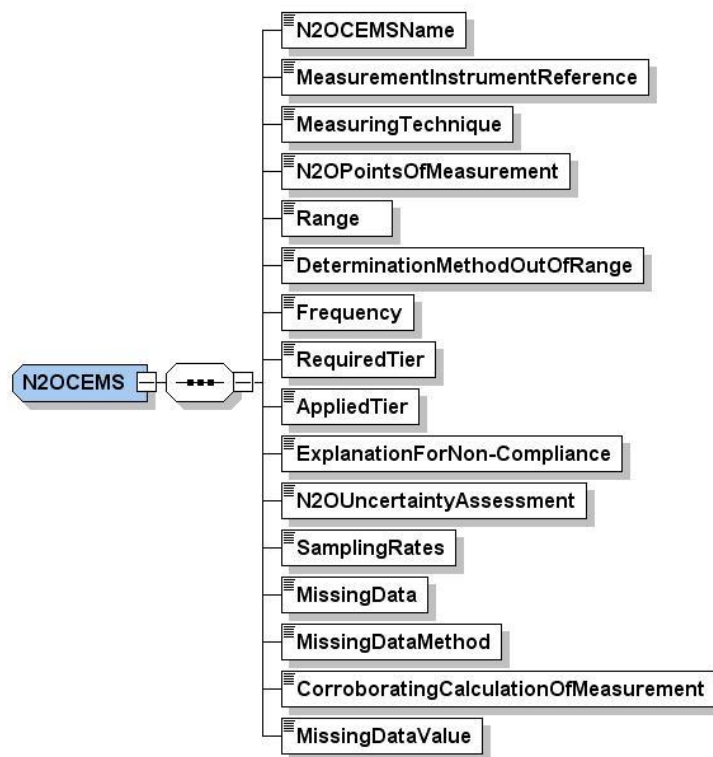 N2OCEMSName
MeasurementInstrumentReference
MeasuringTechnique
N2OPointsOfMeasurement
Range
DeterminationMethodOutOfRange
Frequency
RequiredTier
N2OCEMS
AppliedTier
ExplanationForNon-Compliance
N2OUncertaintyAssessment
SamplingRates
MissingData
MissingDataMethod
CorroboratingCalculationOfMeasurement
MissingDataValue